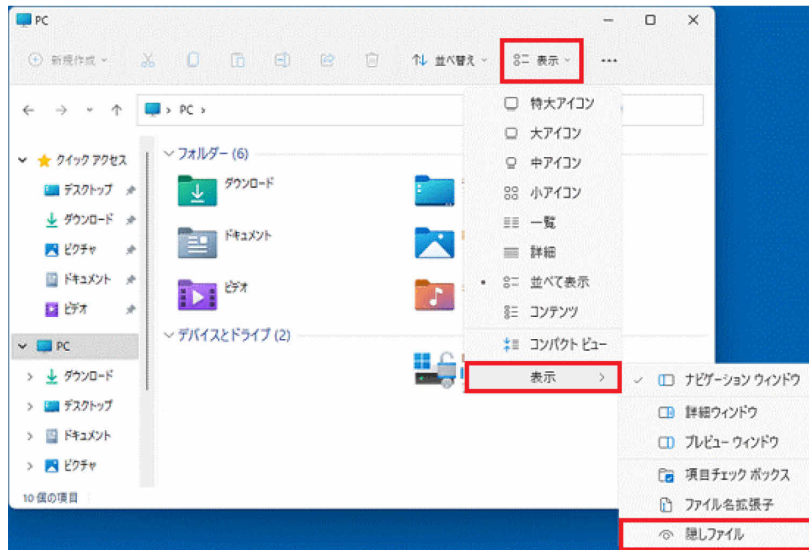 PC
新規作成
並べ替え
表示
PC
特大アイコン
大アイコン
中アイコン
小アイコン
一覧
詳細
並べて表示
コンテンツ
コンパクト ビュー
表示
クイック アクセス
デスクトップ
ダウンロード
ピクチャ
ドキュメント
ビデオ
PC
ダウンロード
デスクトップ
ドキュメント
ピクチャ
10 個の項目
フォルダー (6)
ダウンロード
ドキュメント
ビデオ
デバイスとドライブ (2)
ナビゲーション ウィンドウ
詳細ウィンドウ
プレビュー ウィンドウ
項目チェック ボックス
ファイル名拡張子
隠しファイル